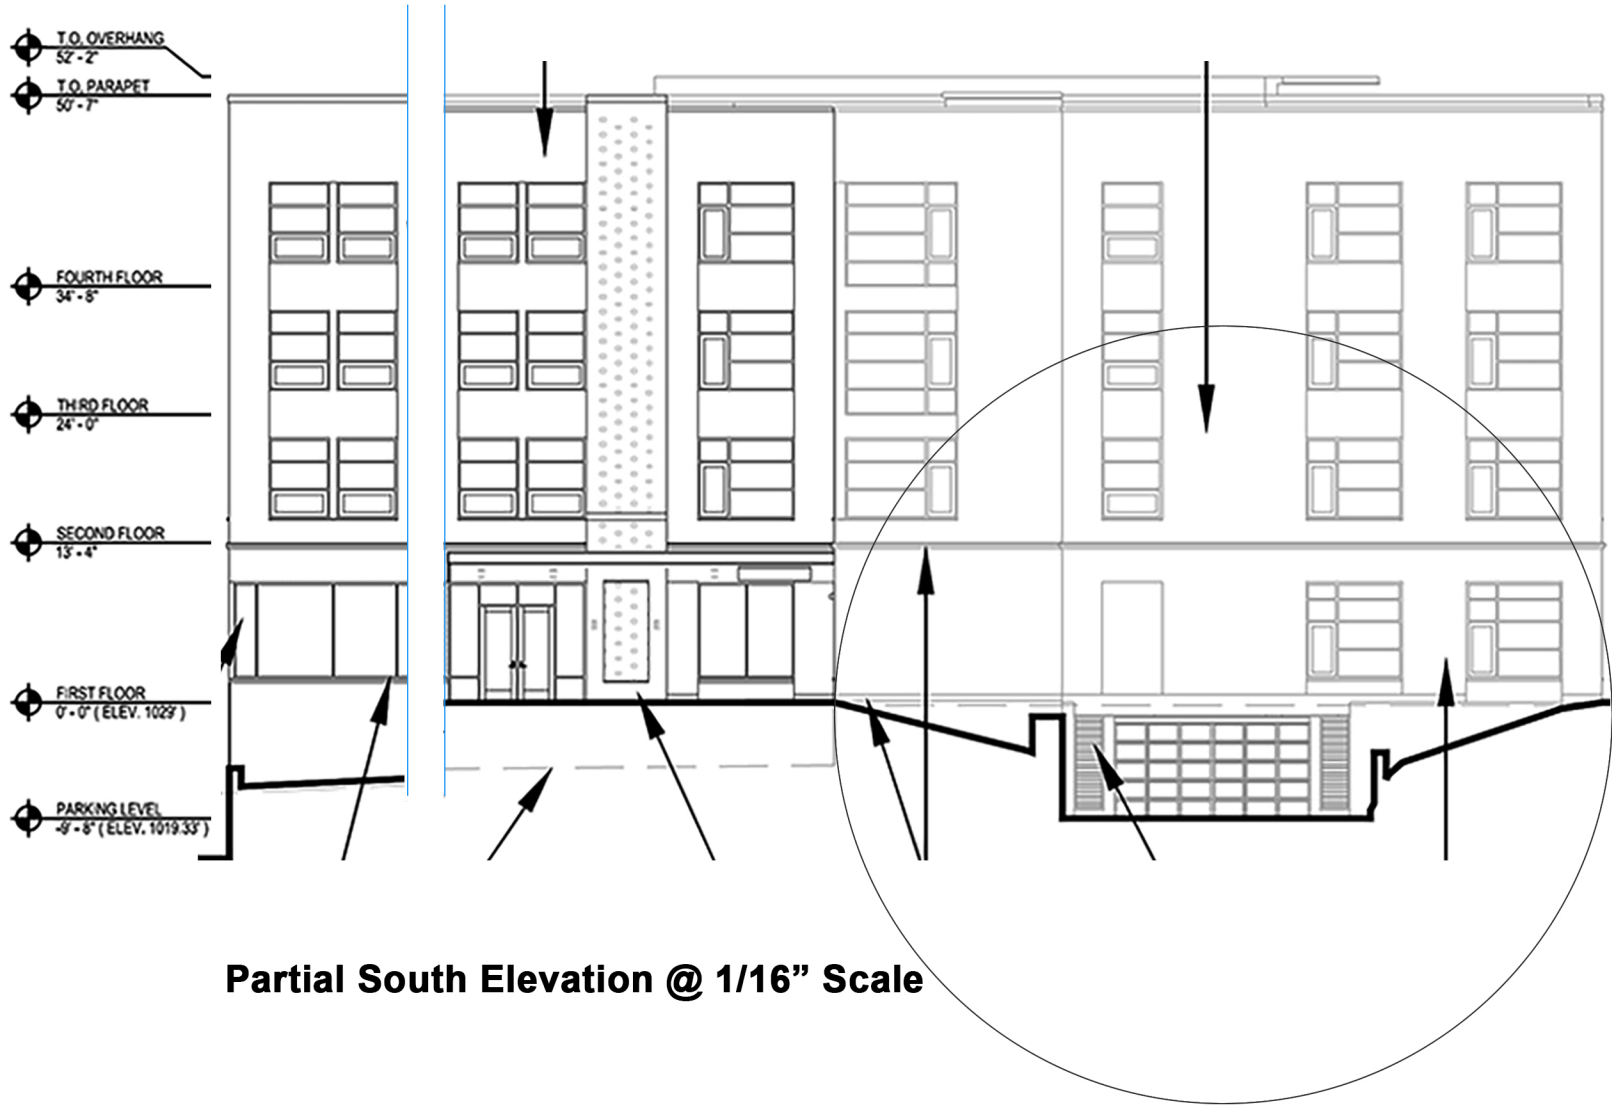 T.O. OVERHANG
52' - 2"
T.O. PARAPET
50' - 7"
FOURTH FLOOR
34' - 8"
THIRD FLOOR
24' - 0"
SECOND FLOOR
13' - 4"
FIRST FLOOR
0' - 0" ( ELEV. 1029' )
PARKING LEVEL
-9' - 8" ( ELEV. 1019.33' )
Partial South Elevation @ 1/16” Scale